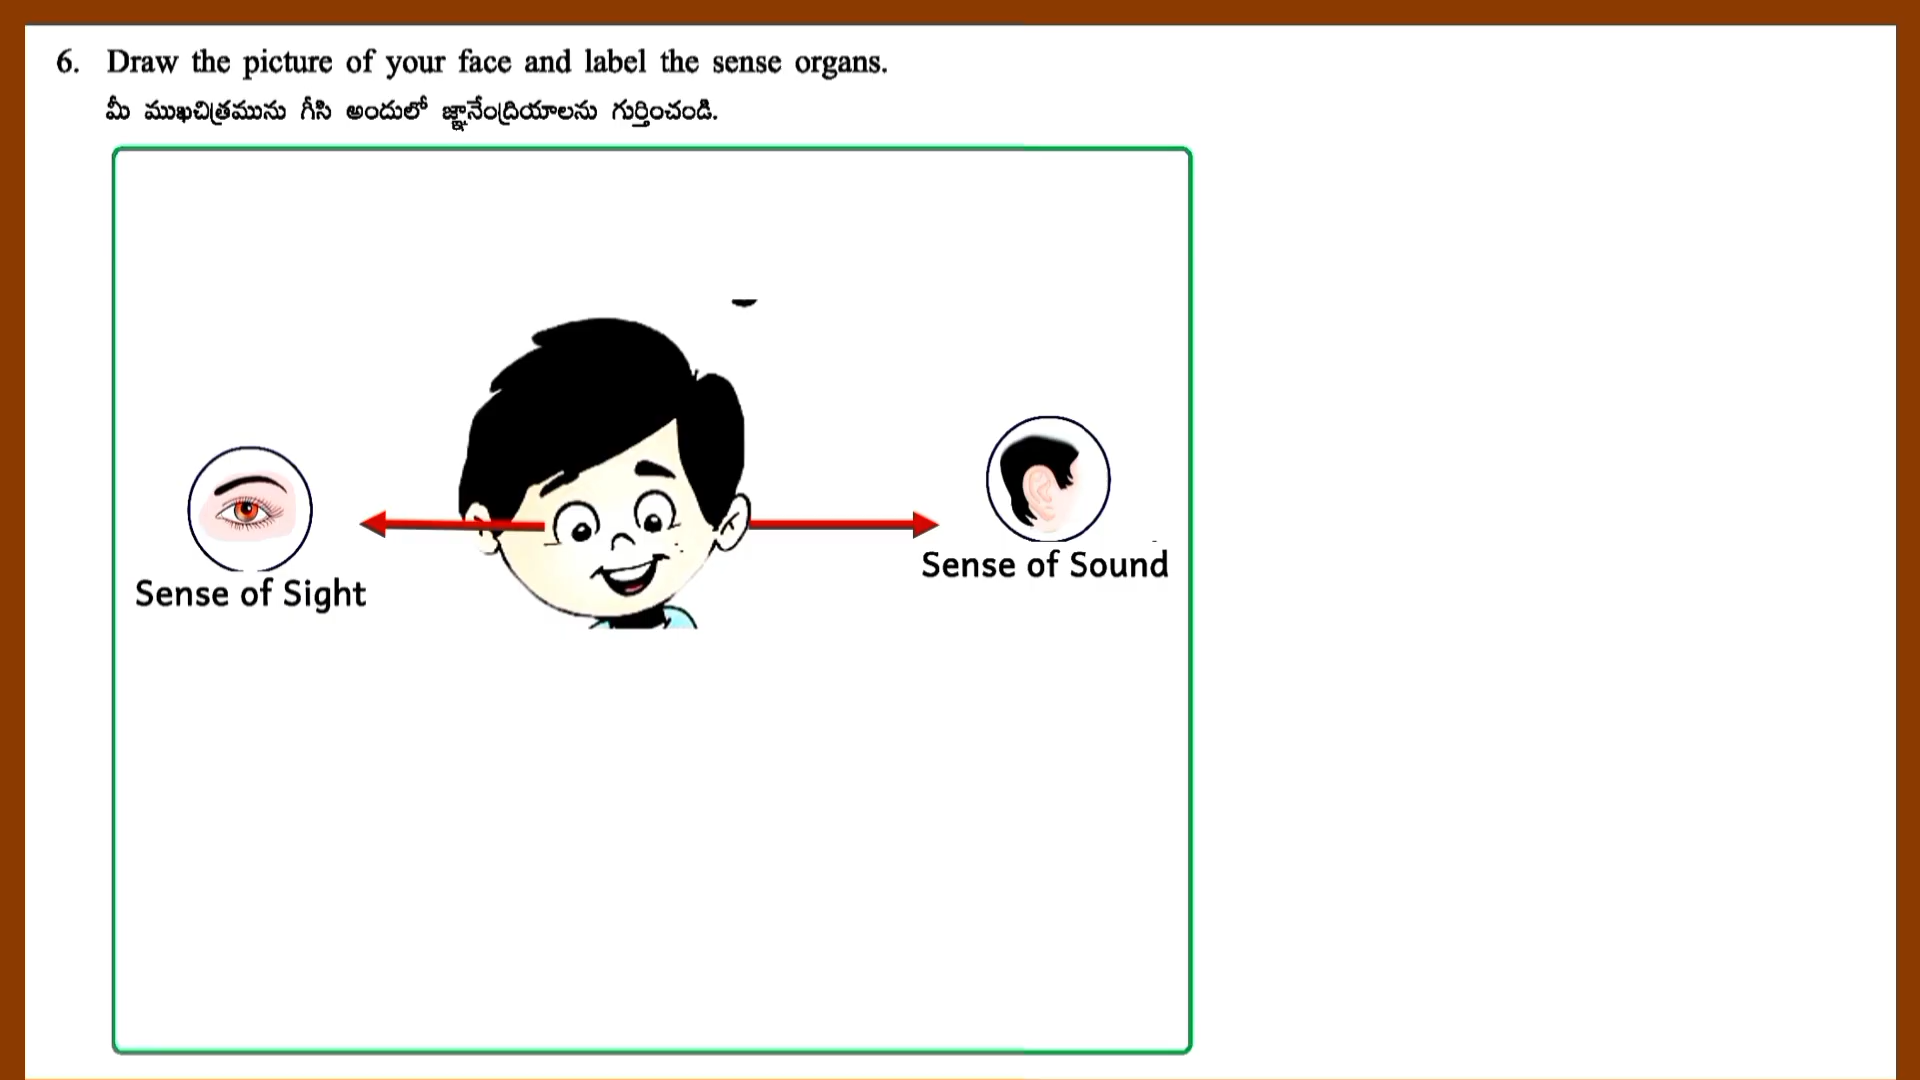 6. Draw the picture of your face and label the sense organs.
మీ ముఖచిత్రమును గీసి అందులో జ్ఞానేంద్రియాలను గుర్తించండి.
Sense of Sound
Sense of Sight